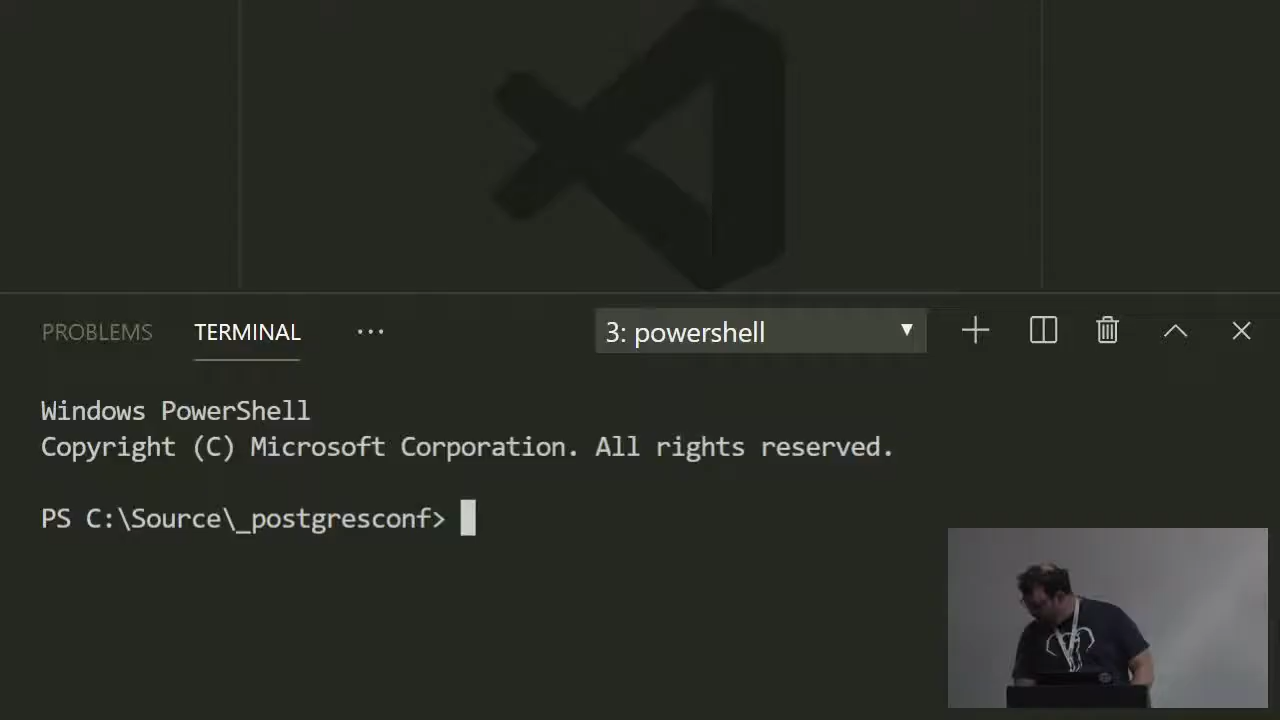 PROBLEMS TERMINAL ··· 3: powershell
Windows PowerShell
Copyright (C) Microsoft Corporation. All rights reserved.
PS C:\Source\_postgresconf>